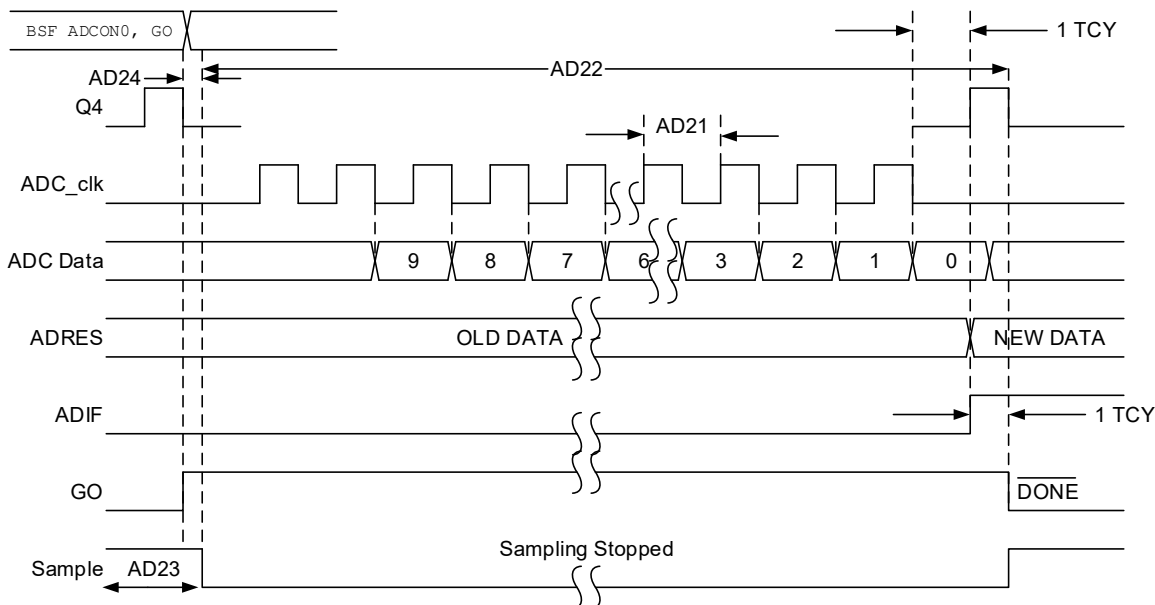 BSF ADCON0, GO
1 TCY
AD24
AD22
Q4
AD21
ADC_clk
ADC Data 9 8 7 6 3 2 1 0
ADRES OLD DATA NEW DATA
ADIF
1 TCY
GO
DONE
Sampling Stopped
Sample AD23